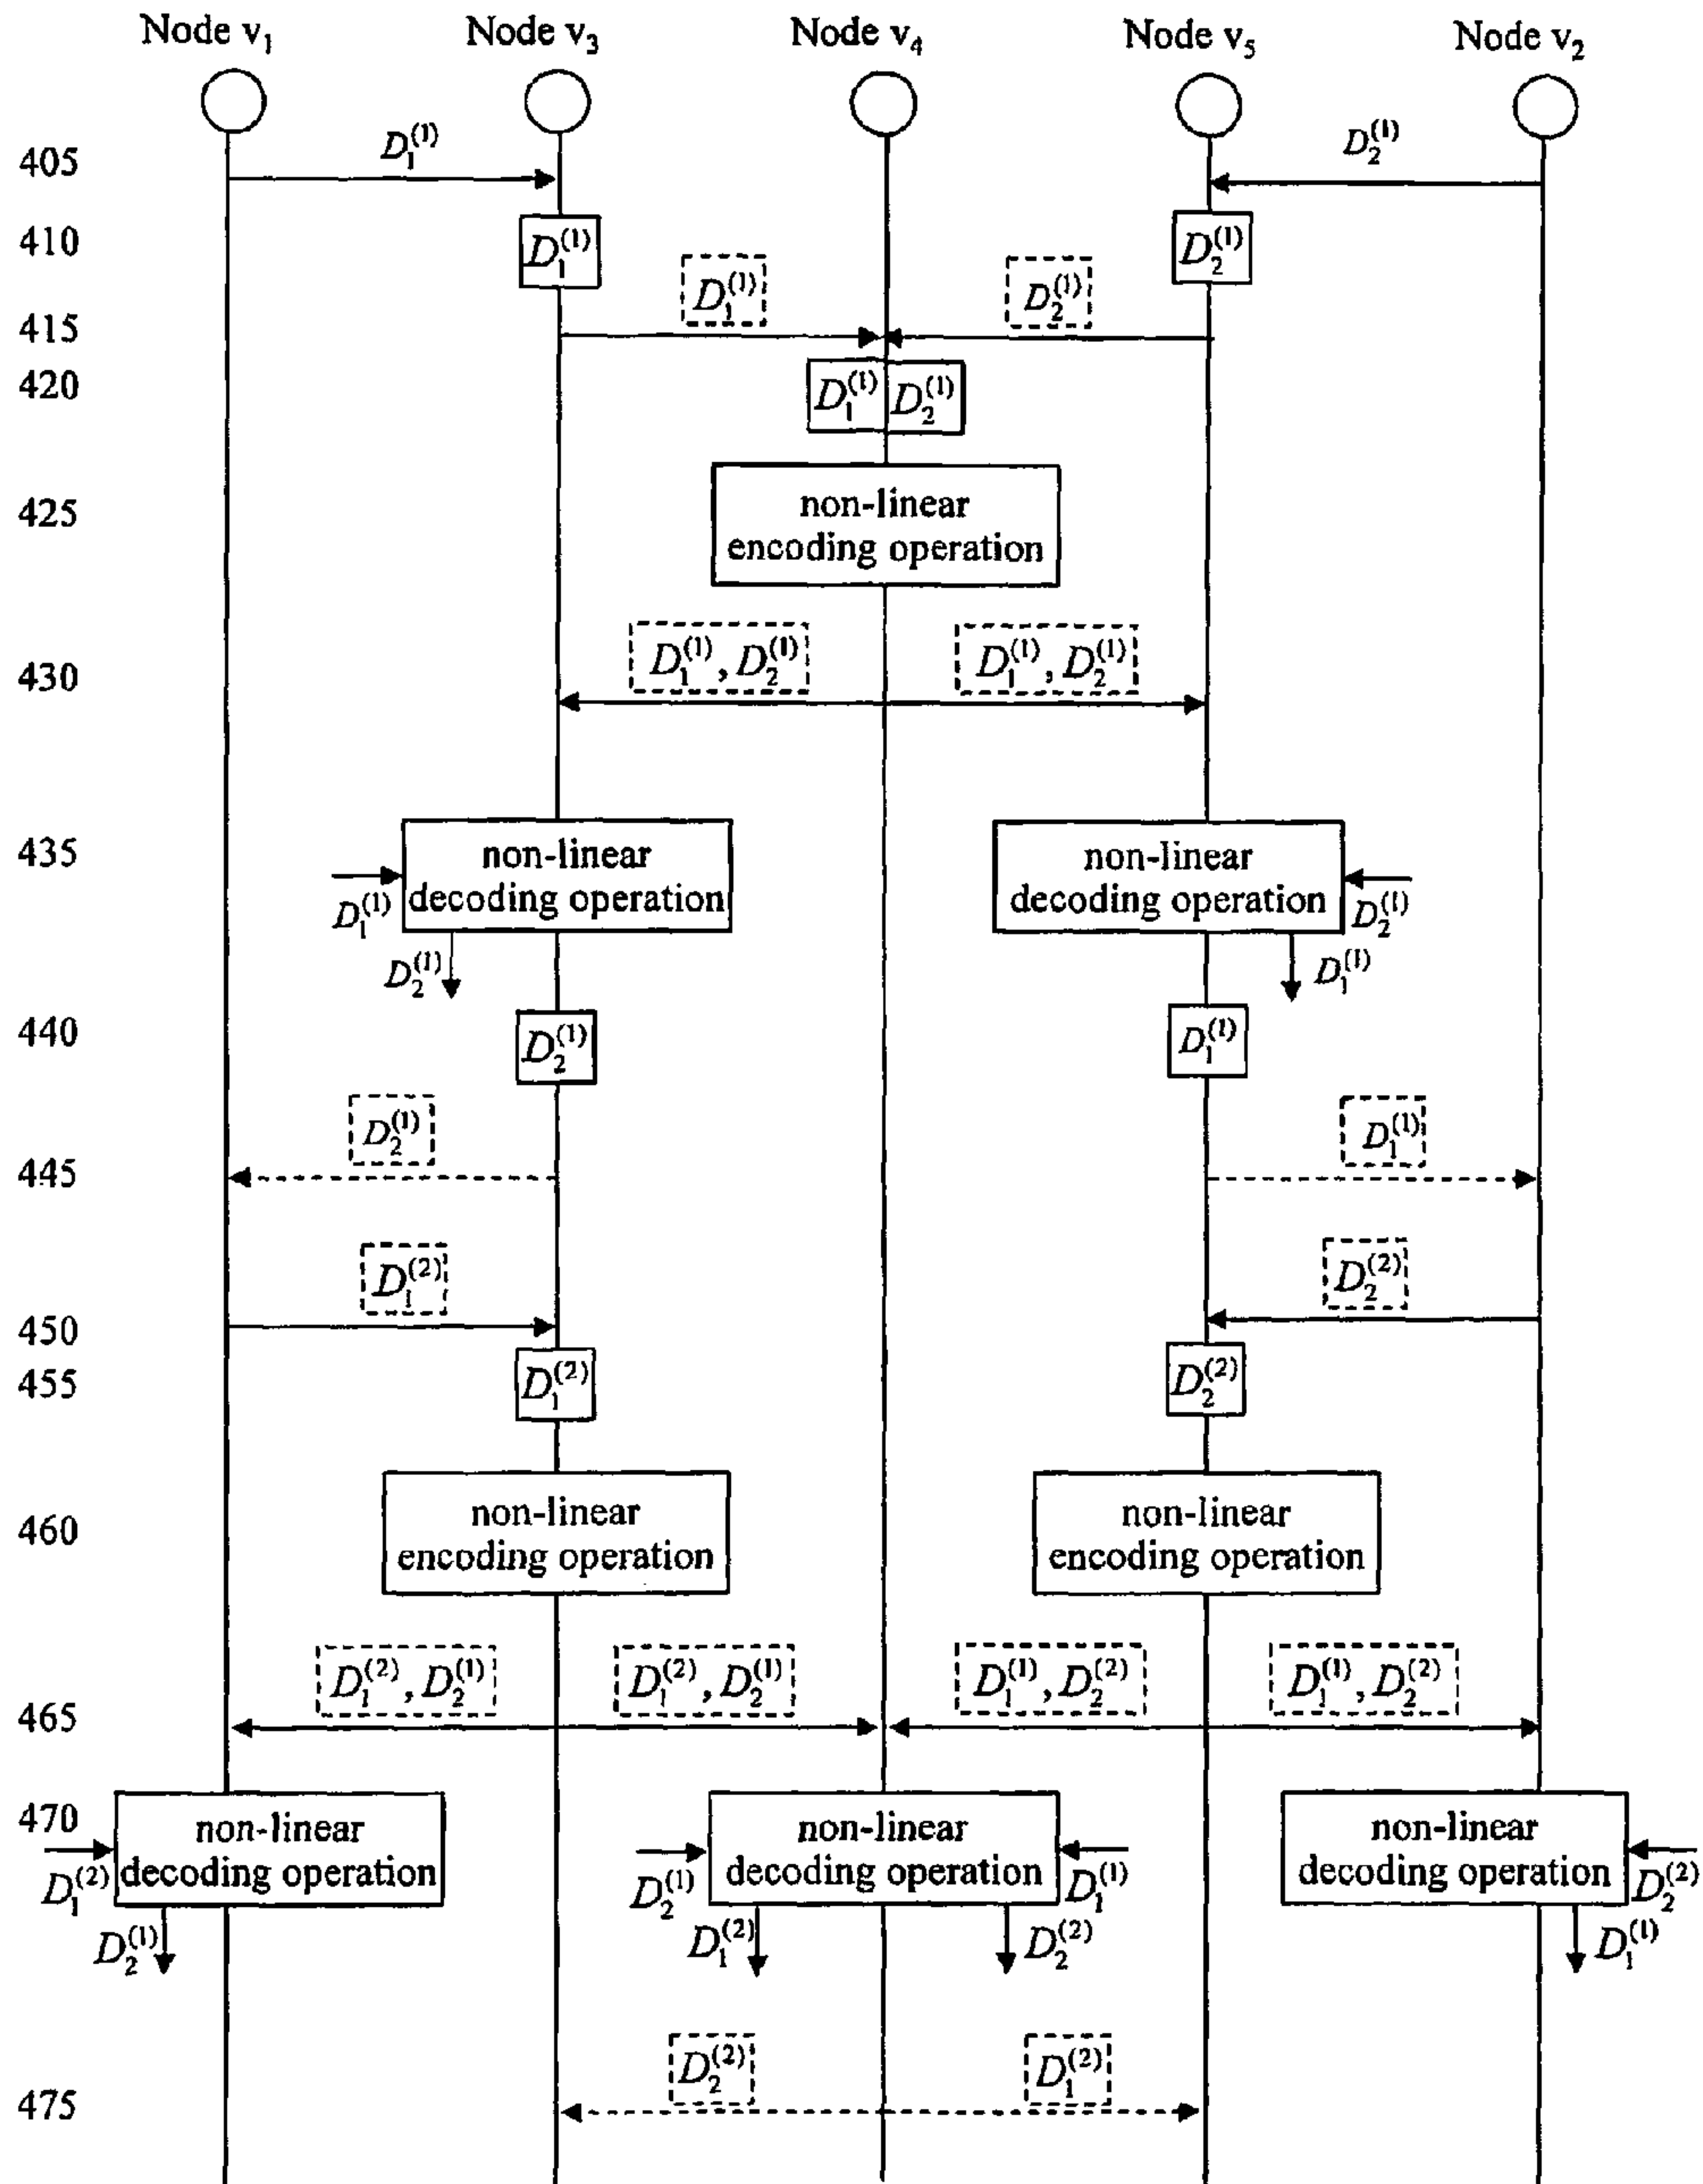 Node v₁ Node v₃ Node v₄ Node v₅ Node v₂
405 D₁⁽¹⁾ D₂⁽¹⁾
410 D₁⁽¹⁾ D₂⁽¹⁾
D₁⁽¹⁾ D₂⁽¹⁾
415
420 D₁⁽¹⁾ D₂⁽¹⁾
425 non-linear
encoding operation
430 D₁⁽¹⁾, D₂⁽¹⁾ D₁⁽¹⁾, D₂⁽¹⁾
435 non-linear non-linear
decoding operation decoding operation
D₁⁽¹⁾ D₂⁽¹⁾
D₂⁽¹⁾ D₁⁽¹⁾
440 D₂⁽¹⁾ D₁⁽¹⁾
D₂⁽¹⁾ D₁⁽¹⁾
445
D₁⁽²⁾ D₂⁽²⁾
450
455 D₁⁽²⁾ D₂⁽²⁾
460 non-linear non-linear
encoding operation encoding operation
D₁⁽²⁾, D₂⁽¹⁾ D₁⁽²⁾, D₂⁽¹⁾ D₁⁽¹⁾, D₂⁽²⁾ D₁⁽¹⁾, D₂⁽²⁾
465
470 non-linear non-linear non-linear
decoding operation decoding operation decoding operation
D₁⁽²⁾ D₂⁽¹⁾ D₁⁽¹⁾ D₂⁽²⁾
D₂⁽¹⁾ D₁⁽²⁾ D₂⁽²⁾ D₁⁽¹⁾
D₂⁽²⁾ D₁⁽²⁾
475